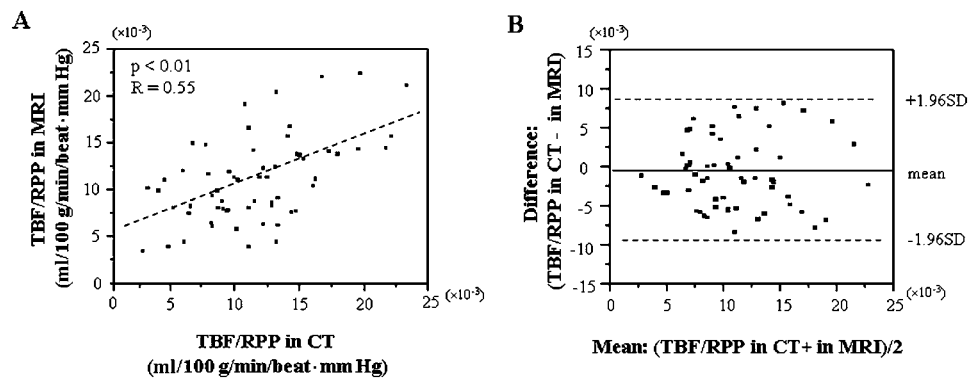 A
(×10⁻³)
TBF/RPP in MRI
(ml/100 g/min/beat·mm Hg)
25
20
15
10
5
0
p < 0.01
R = 0.55
0
5
10
15
20
25
(×10⁻³)
TBF/RPP in CT
(ml/100 g/min/beat·mm Hg)
B
(×10⁻³)
Difference:
(TBF/RPP in CT - in MRI)
15
10
5
0
-5
-10
-15
+1.96SD
mean
-1.96SD
0
5
10
15
20
25
(×10⁻³)
Mean: (TBF/RPP in CT+ in MRI)/2